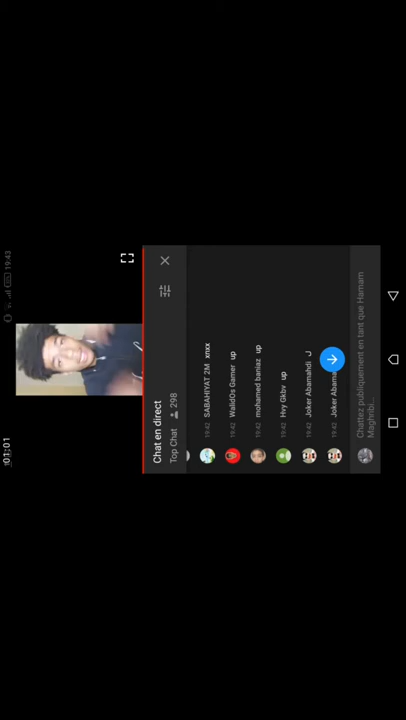 19:43
01:01
Chat en direct
Top Chat 298
19:42 SABAHIYAT 2M xnxx
19:42 WalidOs Gamer up
19:42 mohamed baniaz up
19:42 Hvy Gkbv up
19:42 Joker Abamahdi ل
19:42 Joker Abama
Chattez publiquement en tant que Hamam
Maghribi...